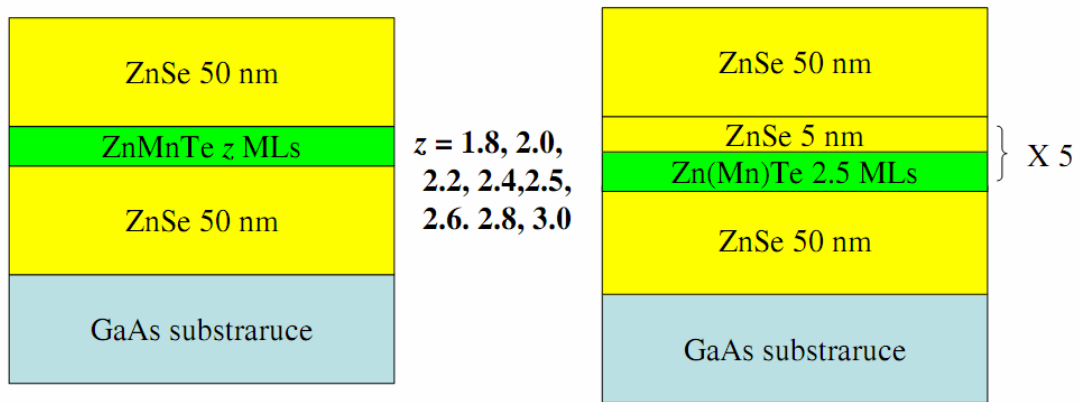 ZnSe 50 nm
ZnMnTe z MLs
ZnSe 50 nm
GaAs substraruce
z = 1.8, 2.0,
2.2, 2.4,2.5,
2.6. 2.8, 3.0
ZnSe 50 nm
ZnSe 5 nm
Zn(Mn)Te 2.5 MLs
X 5
ZnSe 50 nm
GaAs substraruce